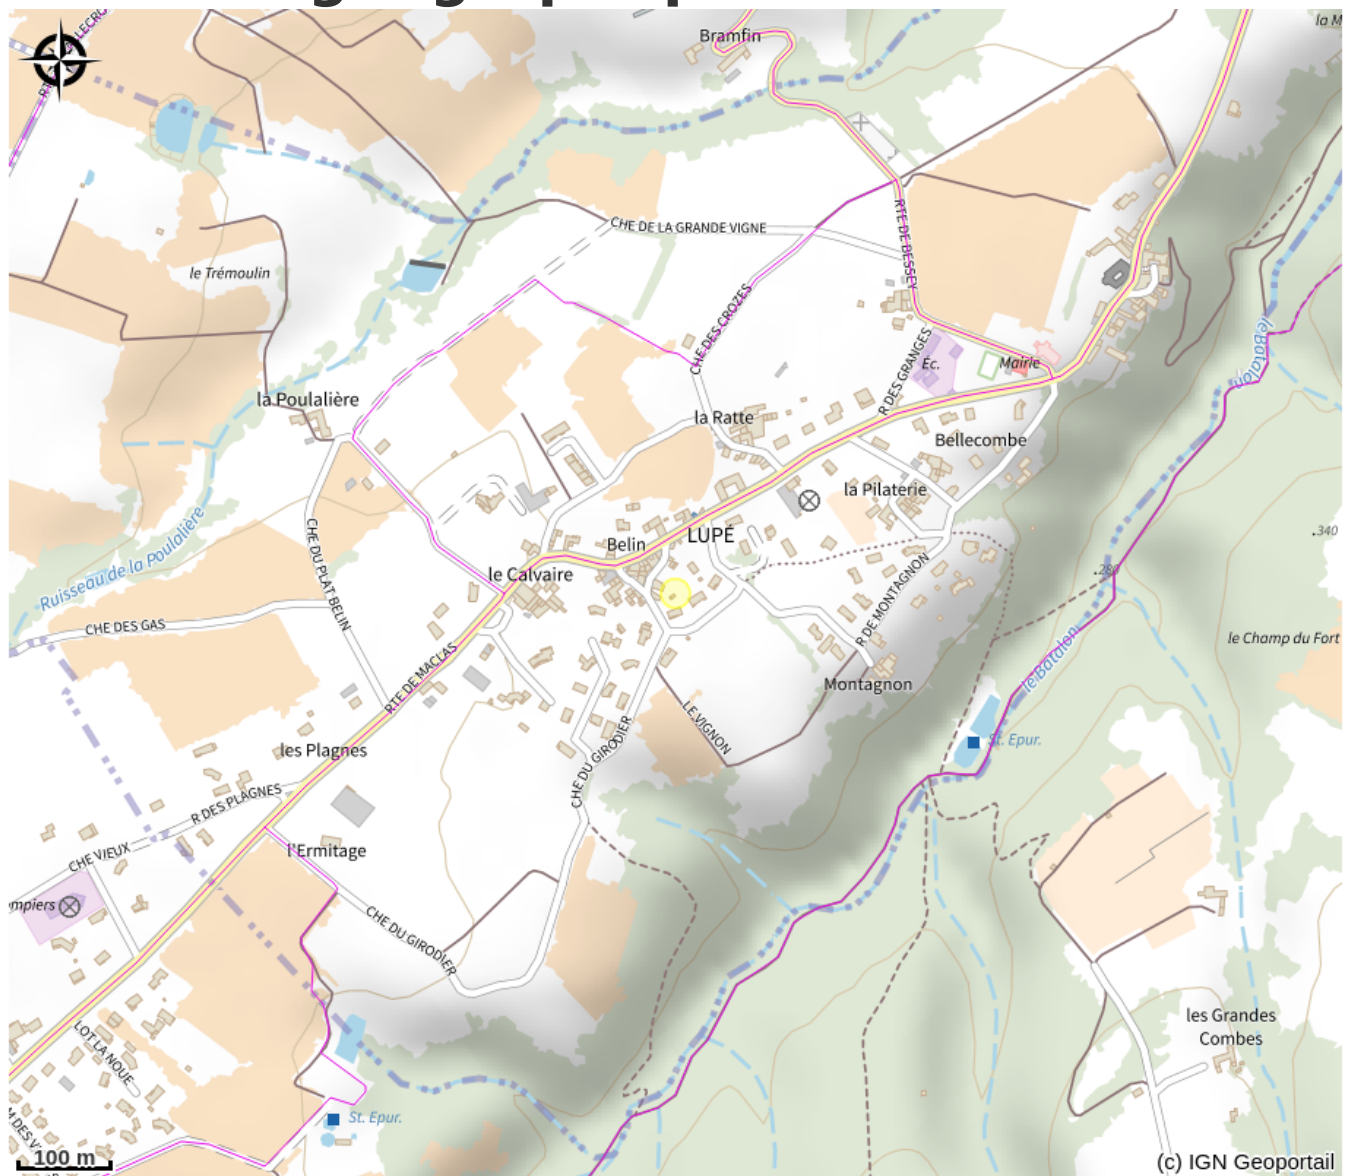 Bramfin
la M
CHE DE LA GRANDE VIGNE
RTE DE BESSEY
le Trémoulin
CHE DES CROZES
R DES GRANGES
Éc.
Mairie
le Batalon
la Poulalière
la Ratte
Bellecombe
la Pilaterie
LUPÉ
Belin
le Calvaire
.340
.280
Ruisseau de la Poulalière
CHE DU PLAT BELIN
CHE DES GAS
R DE MONTAGNON
le Champ du Fort
le Batalon
RTE DE MACLAS
Montagnon
LE VIGNON
St. Epur.
les Plagnes
CHE DU GIRODIER
R DES PLAGNES
CHE VIEUX
l'Ermitage
mpiers
CHE DU GIRODIER
les Grandes
Combes
LOT LA NOUE
St. Epur.
M DES V
100 m
(c) IGN Geoportail